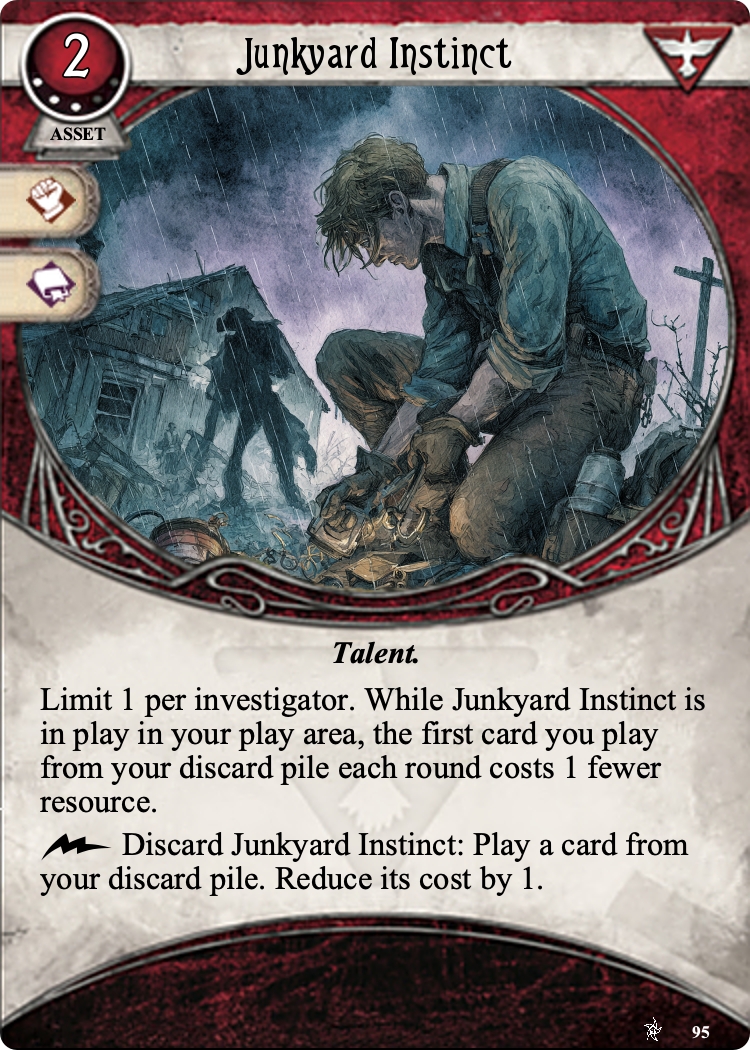 2
Junkyard Instinct
ASSET
Talent.
Limit 1 per investigator. While Junkyard Instinct is
in play in your play area, the first card you play
from your discard pile each round costs 1 fewer
resource.
Discard Junkyard Instinct: Play a card from
your discard pile. Reduce its cost by 1.
95